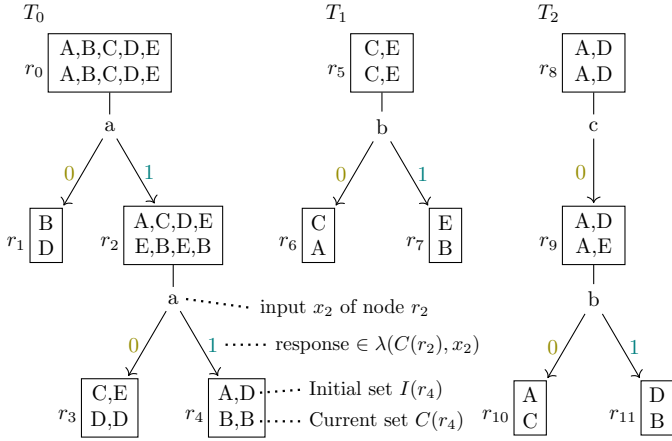 T₀ T₁ T₂
A,B,C,D,E
A,B,C,D,E
r₀
C,E
C,E
r₅
A,D
A,D
r₈
a
b
c
0 1
0 1
0
B
D
r₁
A,C,D,E
E,B,E,B
r₂
C
A
r₆
E
B
r₇
A,D
A,E
r₉
a input x₂ of node r₂
b
0 1 response ∈ λ(C(r₂), x₂)
0 1
C,E
D,D
r₃
A,D Initial set I(r₄)
B,B Current set C(r₄)
r₄
A
C
r₁₀
D
B
r₁₁